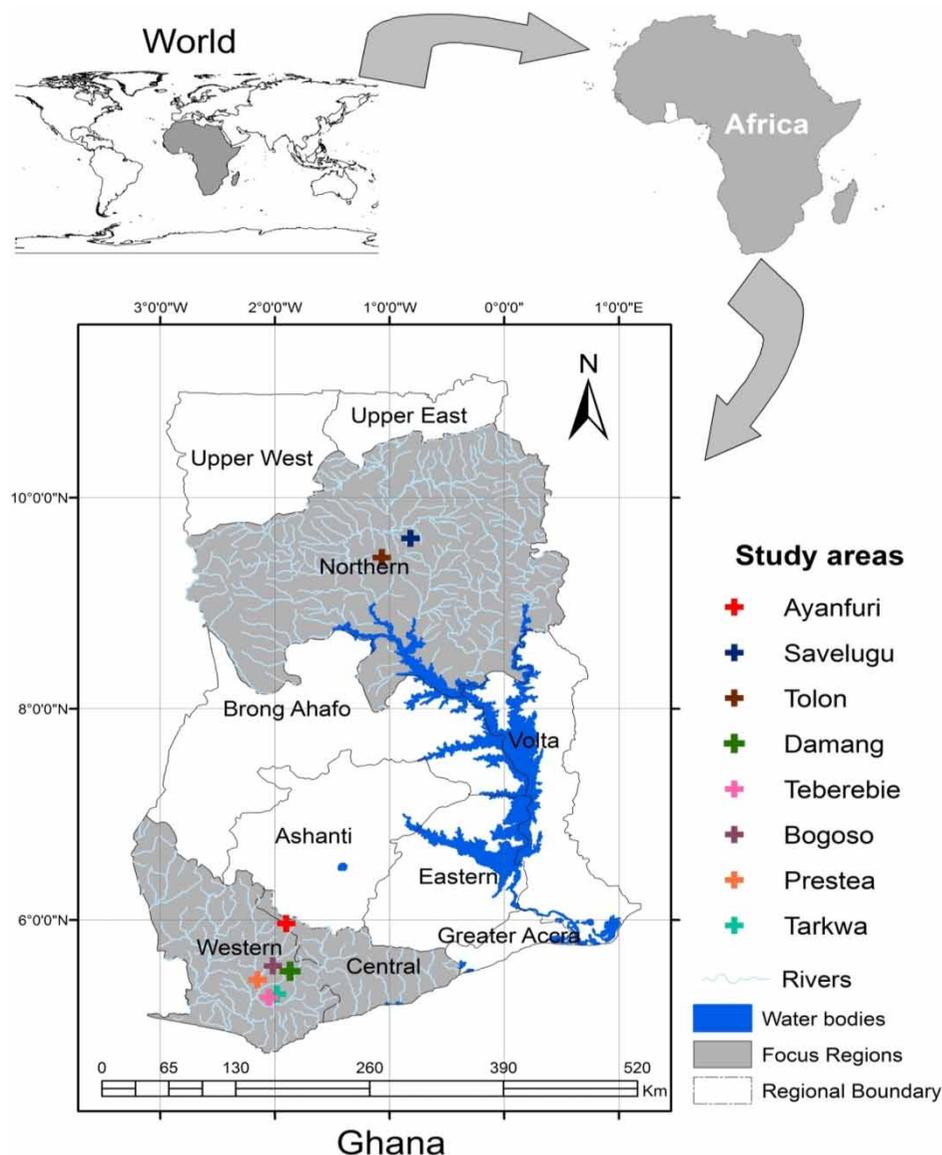 World
Africa
3°0'0"W 2°0'0"W 1°0'0"W 0°0'0" 1°0'0"E
N
Upper East
Upper West
10°0'0"N
Northern
Brong Ahafo
8°0'0"N
Volta
Ashanti
Eastern
6°0'0"N
Greater Accra
Western
Central
0 65 130 260 390 520
Km
Ghana
Study areas
Ayanfuri
Savelugu
Tolon
Damang
Teberebie
Bogoso
Prestea
Tarkwa
Rivers
Water bodies
Focus Regions
Regional Boundary